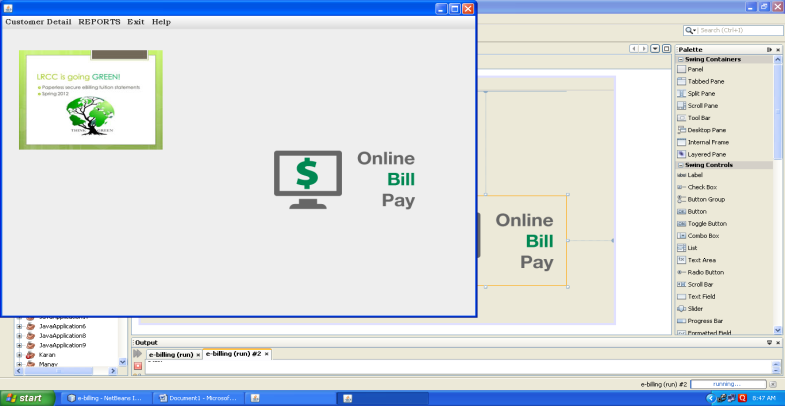 Customer Detail REPORTS Exit Help
Search (Ctrl+I)
LRCC is going GREEN!
Paperless secure eBilling tuition statements
Spring 2012
THINK GREEN
Online
Bill
Pay
Online
Bill
Pay
Palette
Swing Containers
Panel
Tabbed Pane
Split Pane
Scroll Pane
Tool Bar
Desktop Pane
Internal Frame
Layered Pane
Swing Controls
label Label
Check Box
Button Group
Button
Toggle Button
Combo Box
List
Text Area
Radio Button
Scroll Bar
Text Field
Slider
Progress Bar
Formatted Field
JavaApplication6
JavaApplication8
JavaApplication9
Karan
Manav
Output
e-billing (run) × e-billing (run) #2 ×
e-billing (run) #2 running...
start e-billing - NetBeans I... Document1 - Microsof... 8:47 AM